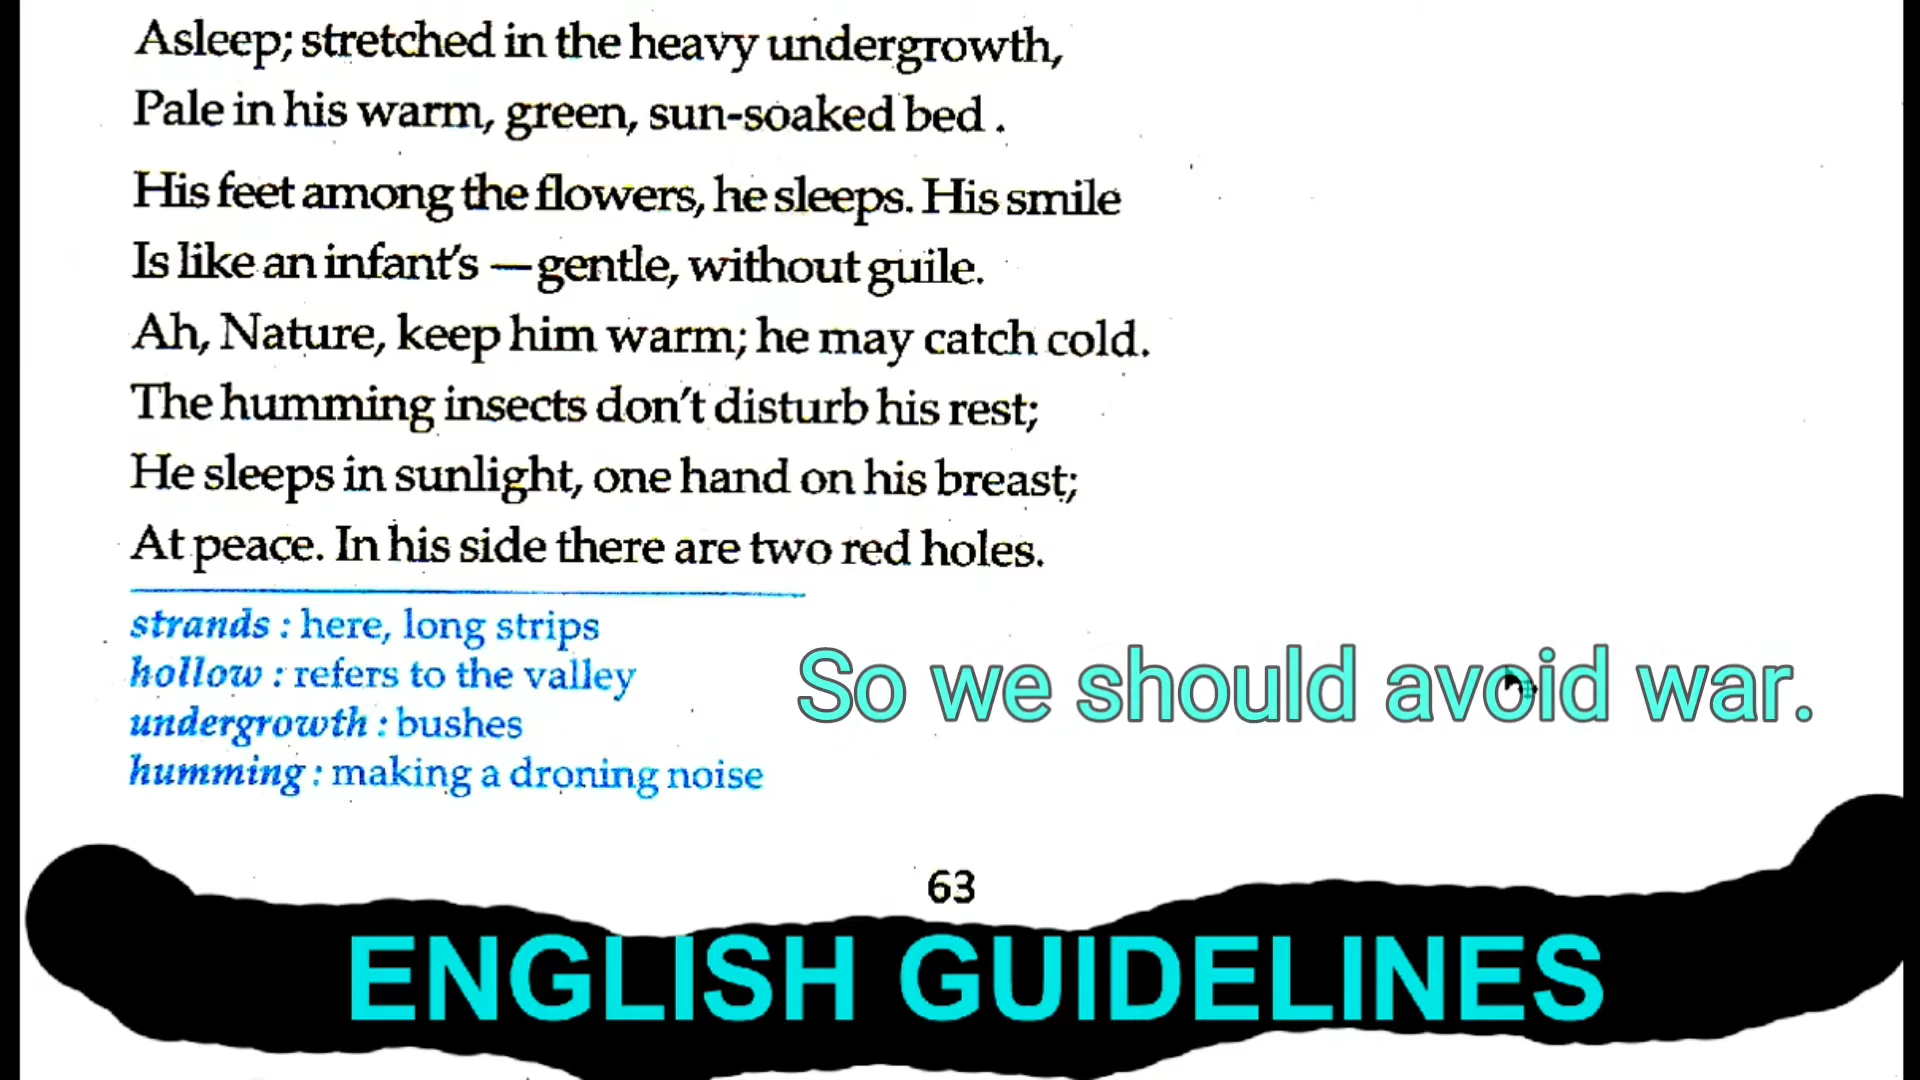 Asleep; stretched in the heavy undergrowth,
Pale in his warm, green, sun-soaked bed .
His feet among the flowers, he sleeps. His smile
Is like an infant's — gentle, without guile.
Ah, Nature, keep him warm; he may catch cold.
The humming insects don't disturb his rest;
He sleeps in sunlight, one hand on his breast;
At peace. In his side there are two red holes.
strands : here, long strips
hollow : refers to the valley
undergrowth : bushes
humming : making a droning noise
So we should avoid war.
63
ENGLISH GUIDELINES